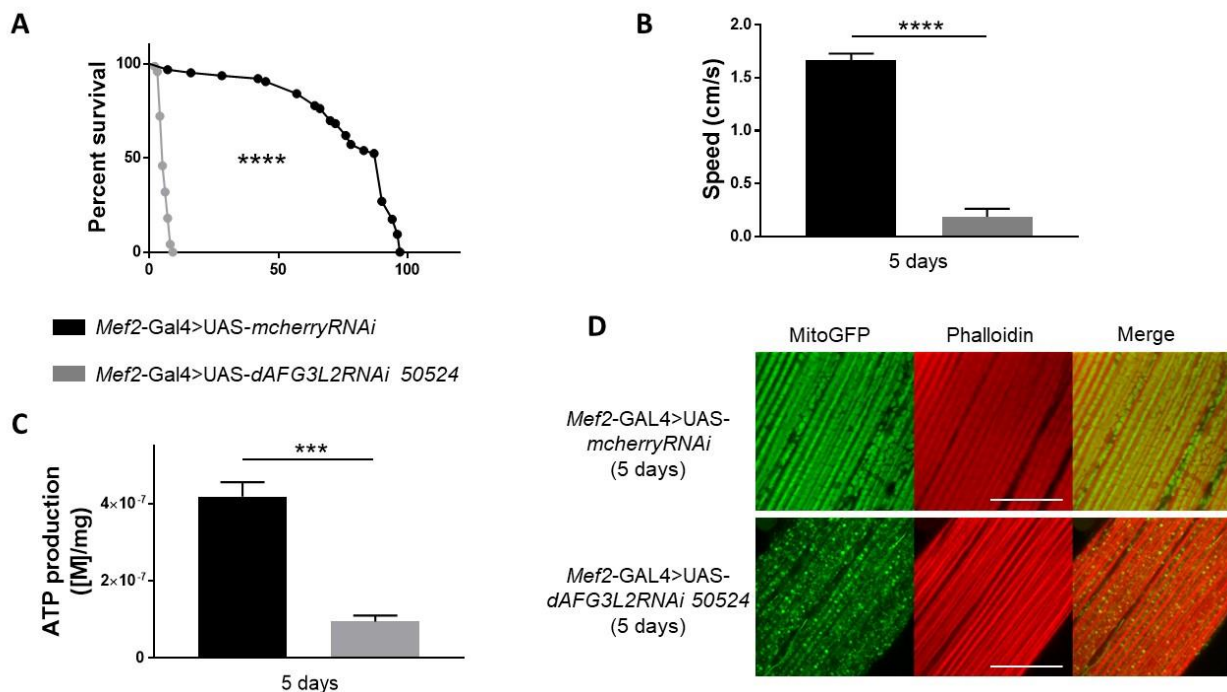 A
****
Percent survival
100
50
0
0
50
100
Mef2-Gal4>UAS-mcherryRNAi
Mef2-Gal4>UAS-dAFG3L2RNAi 50524
B
****
Speed (cm/s)
2.0
1.5
1.0
0.5
0.0
5 days
C
***
ATP production
([M]/mg)
4×10⁻⁷
2×10⁻⁷
0
5 days
D
MitoGFP Phalloidin Merge
Mef2-GAL4>UAS-
mcherryRNAi
(5 days)
Mef2-GAL4>UAS-
dAFG3L2RNAi 50524
(5 days)